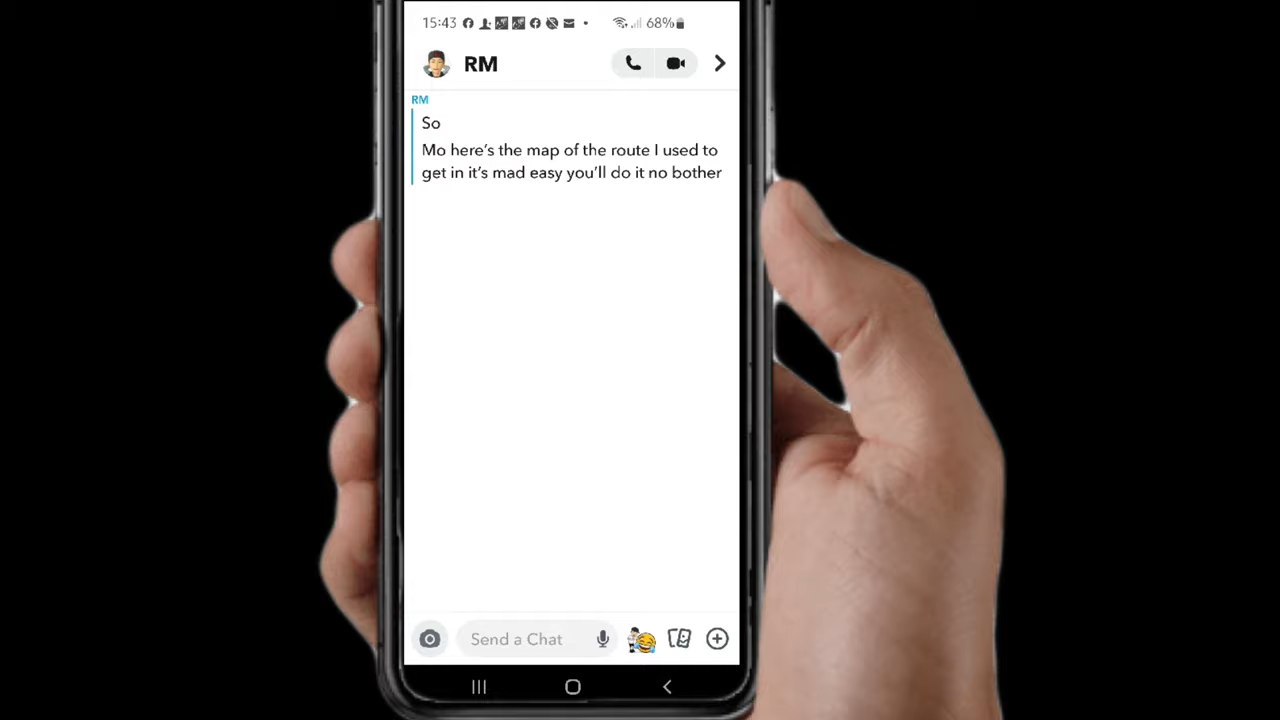 15:43 68%
RM
RM
So
Mo here's the map of the route I used to
get in it's mad easy you'll do it no bother
Send a Chat